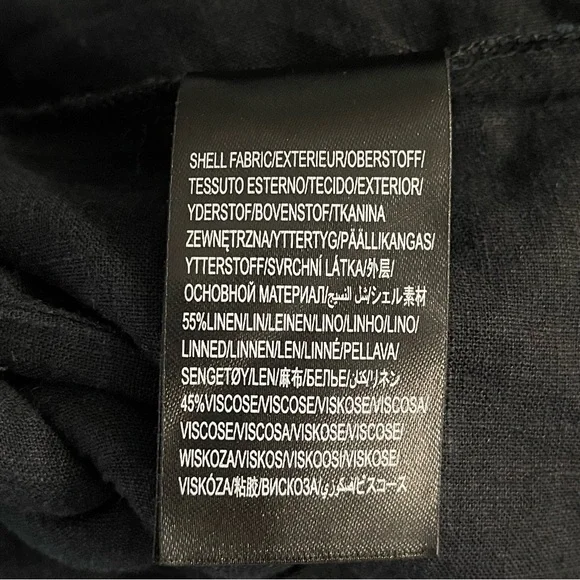 SHELL FABRIC/EXTERIEUR/OBERSTOFF/
TESSUTO ESTERNO/TECIDO/EXTERIOR/
YDERSTOF/BOVENSTOF/TKANINA
ZEWNĘTRZNA/YTTERTYG/PÄÄLLIKANGAS/
YTTERSTOFF/SVRCHNÍ LÁTKA/外层/
ОСНОВНОЙ МАТЕРИАЛ/شل النسيج/シェル素材
55%LINEN/LIN/LEINEN/LINO/LINHO/LINO/
LINNED/LINNEN/LEN/LINNÉ/PELLAVA/
SENGETØY/LEN/麻布/БЕЛЬЕ/كتان/リネン
45%VISCOSE/VISCOSE/VISKOSE/VISCOSA/
VISCOSE/VISCOSA/VISKOSE/VISCOSE/
WISKOZA/VISKOS/VISKOOSI/VISKOSE/
VISKÓZA/粘胶/ВИСКОЗА/فسكوزي/ビスコース